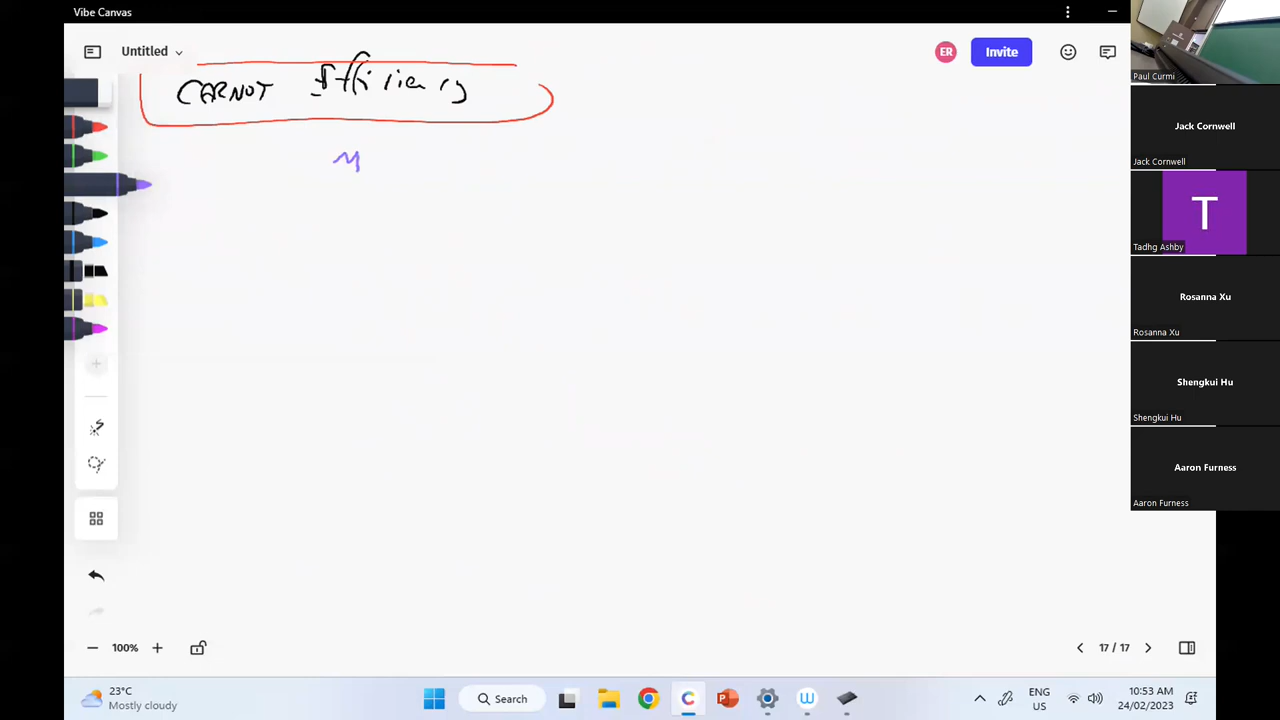 Vibe Canvas
Untitled
ER
Invite
CARNOT Efficiency
η
100%
17 / 17
Paul Curmi
Jack Cornwell
Jack Cornwell
T
Tadhg Ashby
Rosanna Xu
Rosanna Xu
Shengkui Hu
Shengkui Hu
Aaron Furness
Aaron Furness
23°C
Mostly cloudy
Search
ENG
US
10:53 AM
24/02/2023